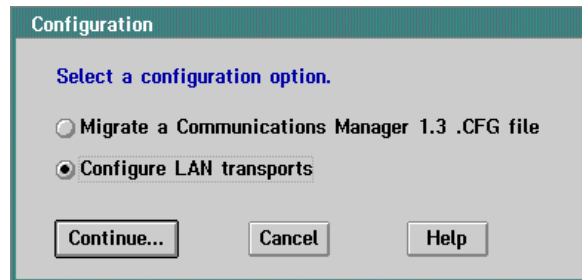 Configuration
Select a configuration option.
Migrate a Communications Manager 1.3 .CFG file
Configure LAN transports
Continue... Cancel Help